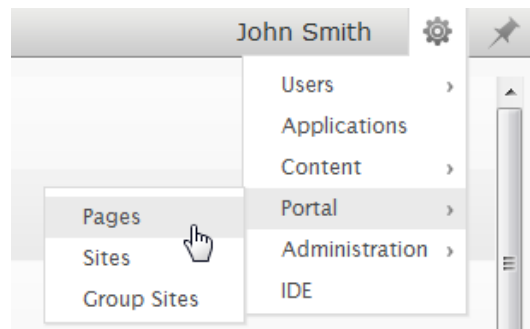 John Smith
Users
Applications
Content
Portal
Administration
IDE
Pages
Sites
Group Sites